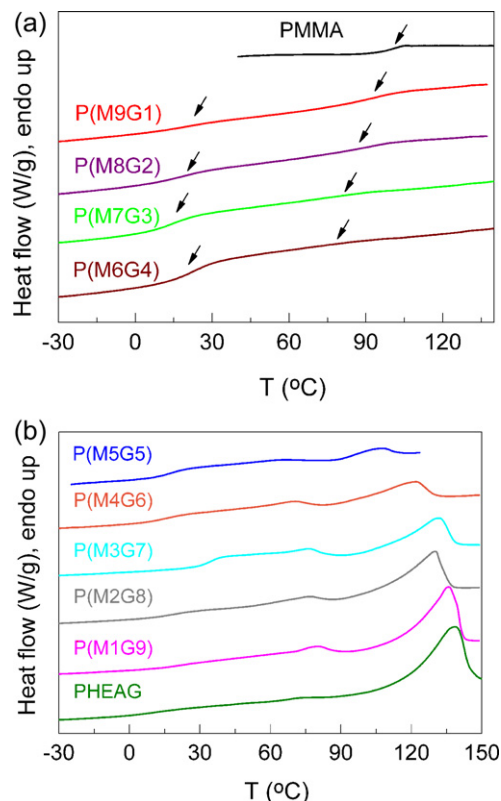 (a)
PMMA
P(M9G1)
P(M8G2)
P(M7G3)
P(M6G4)
Heat flow (W/g), endo up
-30 0 30 60 90 120
T (ºC)
(b)
P(M5G5)
P(M4G6)
P(M3G7)
P(M2G8)
P(M1G9)
PHEAG
Heat flow (W/g), endo up
-30 0 30 60 90 120 150
T (ºC)